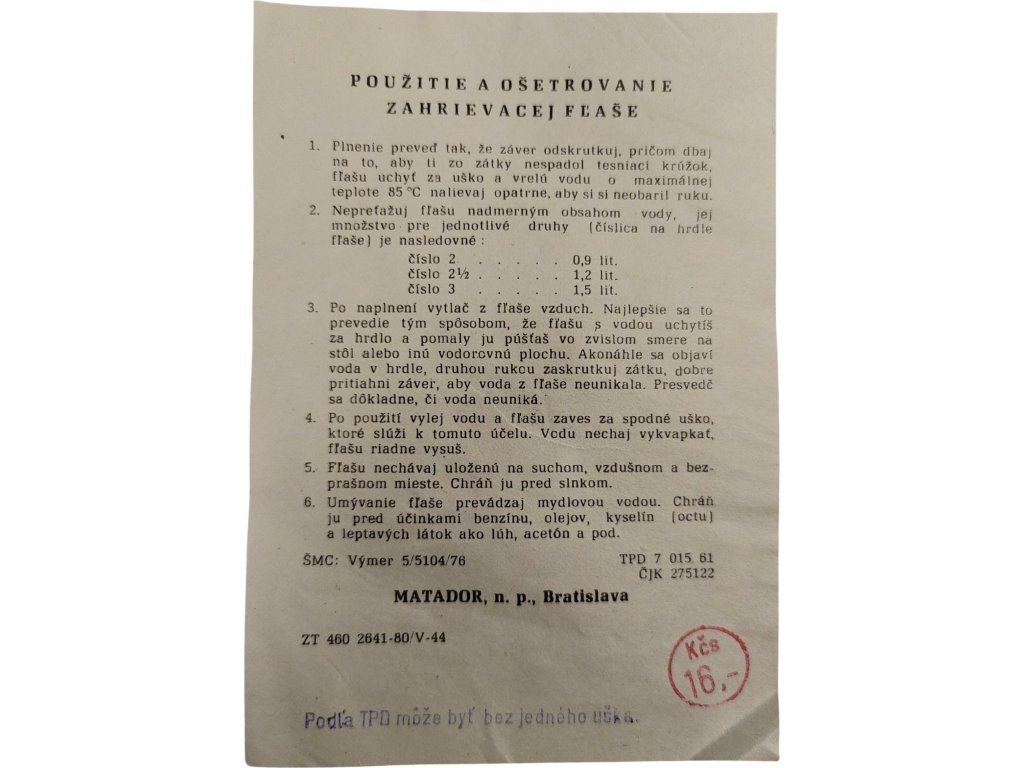 POUŽITIE A OŠETROVANIE
ZAHRIEVACEJ FĽAŠE
1. Plnenie preveď tak, že záver odskrutkuj, pričom dbaj
na to, aby ti zo zátky nespadol tesniaci krúžok,
fľašu uchyť za uško a vrelú vodu o maximálnej
teplote 85 °C nalievaj opatrne, aby si si neobaril ruku.
2. Nepreťažuj fľašu nadmerným obsahom vody, jej
množstvo pre jednotlivé druhy (číslica na hrdle
fľaše) je nasledovné :
číslo 2 . . . . . 0,9 lit.
číslo 2½ . . . . . 1,2 lit.
číslo 3 . . . . . 1,5 lit.
3. Po naplnení vytlač z fľaše vzduch. Najlepšie sa to
prevedie tým spôsobom, že fľašu s vodou uchytíš
za hrdlo a pomaly ju púšťaš vo zvislom smere na
stôl alebo inú vodorovnú plochu. Akonáhle sa objaví
voda v hrdle, druhou rukou zaskrutkuj zátku, dobre
pritiahni záver, aby voda z fľaše neunikala. Presvedč
sa dôkladne, či voda neuniká.
4. Po použití vylej vodu a fľašu zaves za spodné uško,
ktoré slúži k tomuto účelu. Vodu nechaj vykvapkať,
fľašu riadne vysuš.
5. Fľašu nechávaj uloženú na suchom, vzdušnom a bez-
prašnom mieste. Chráň ju pred slnkom.
6. Umývanie fľaše prevádzaj mydlovou vodou. Chráň
ju pred účinkami benzínu, olejov, kyselín (octu)
a leptavých látok ako lúh, acetón a pod.
ŠMC: Výmer 5/5104/76 TPD 7 015 61
ČJK 275122
MATADOR, n. p., Bratislava
ZT 460 2641-80/V-44
Kčs
16,-
Podľa TPD môže byť bez jedného uška.